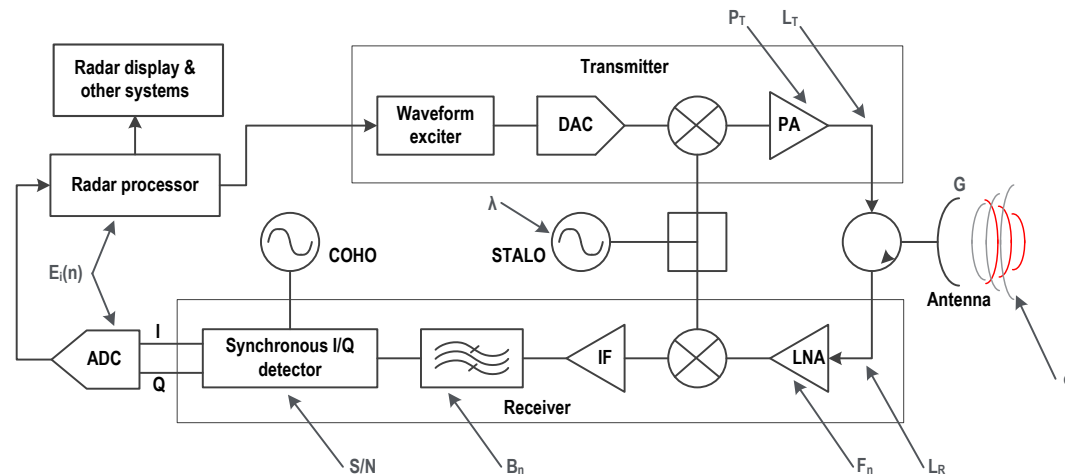 P_T
L_T
Radar display &
other systems
Transmitter
Waveform
exciter
DAC
PA
Radar processor
λ
G
COHO
STALO
E_i(n)
Antenna
I
ADC
Synchronous I/Q
detector
IF
LNA
Q
Receiver
S/N
B_n
F_n
L_R